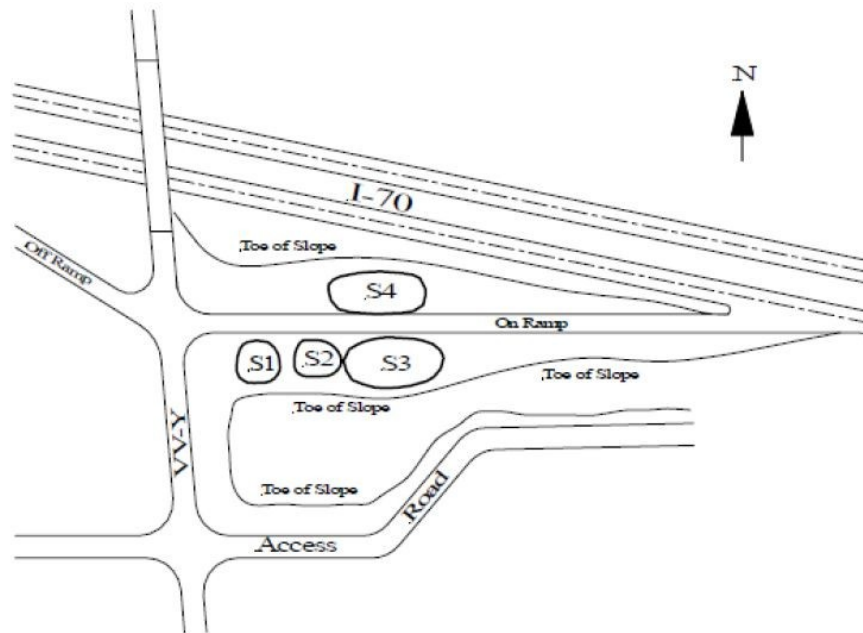 N
I-70
Toe of Slope
Off Ramp
S4
On Ramp
S1
S2
S3
Toe of Slope
Toe of Slope
VV-Y
Toe of Slope
Road
Access